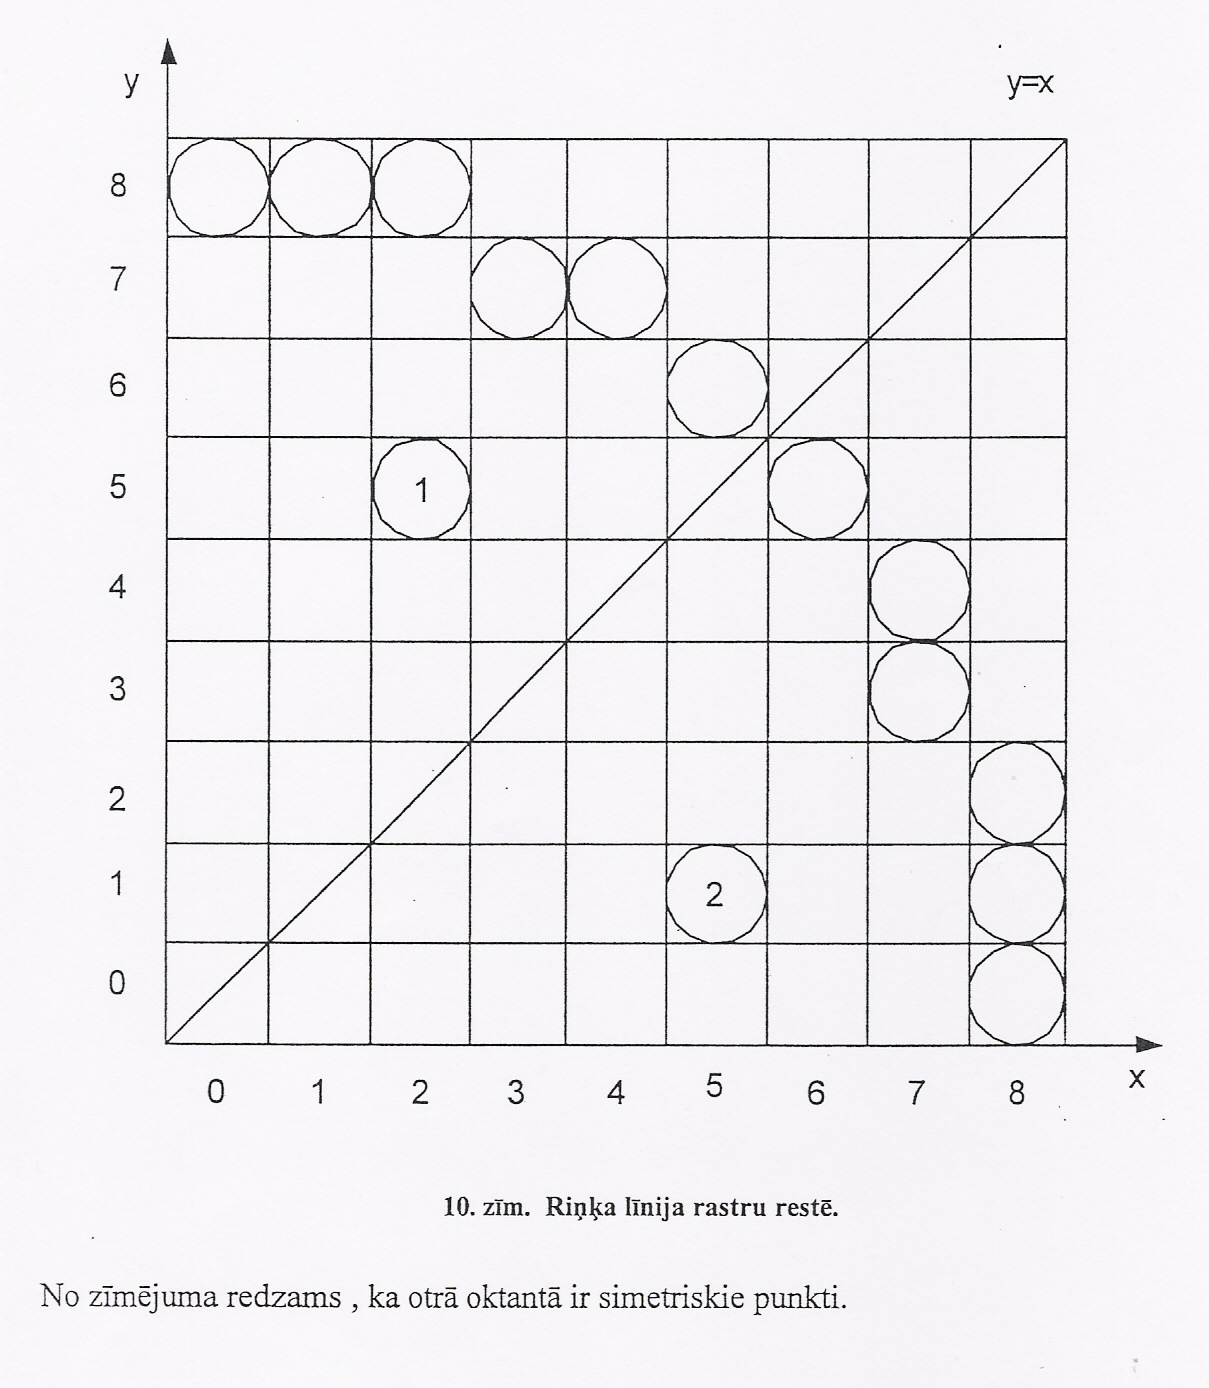 y
y=x
8
7
6
5
1
4
3
2
1
2
0
0 1 2 3 4 5 6 7 8
x
10. zīm. Riņķa līnija rastru restē.
No zīmējuma redzams , ka otrā oktantā ir simetriskie punkti.